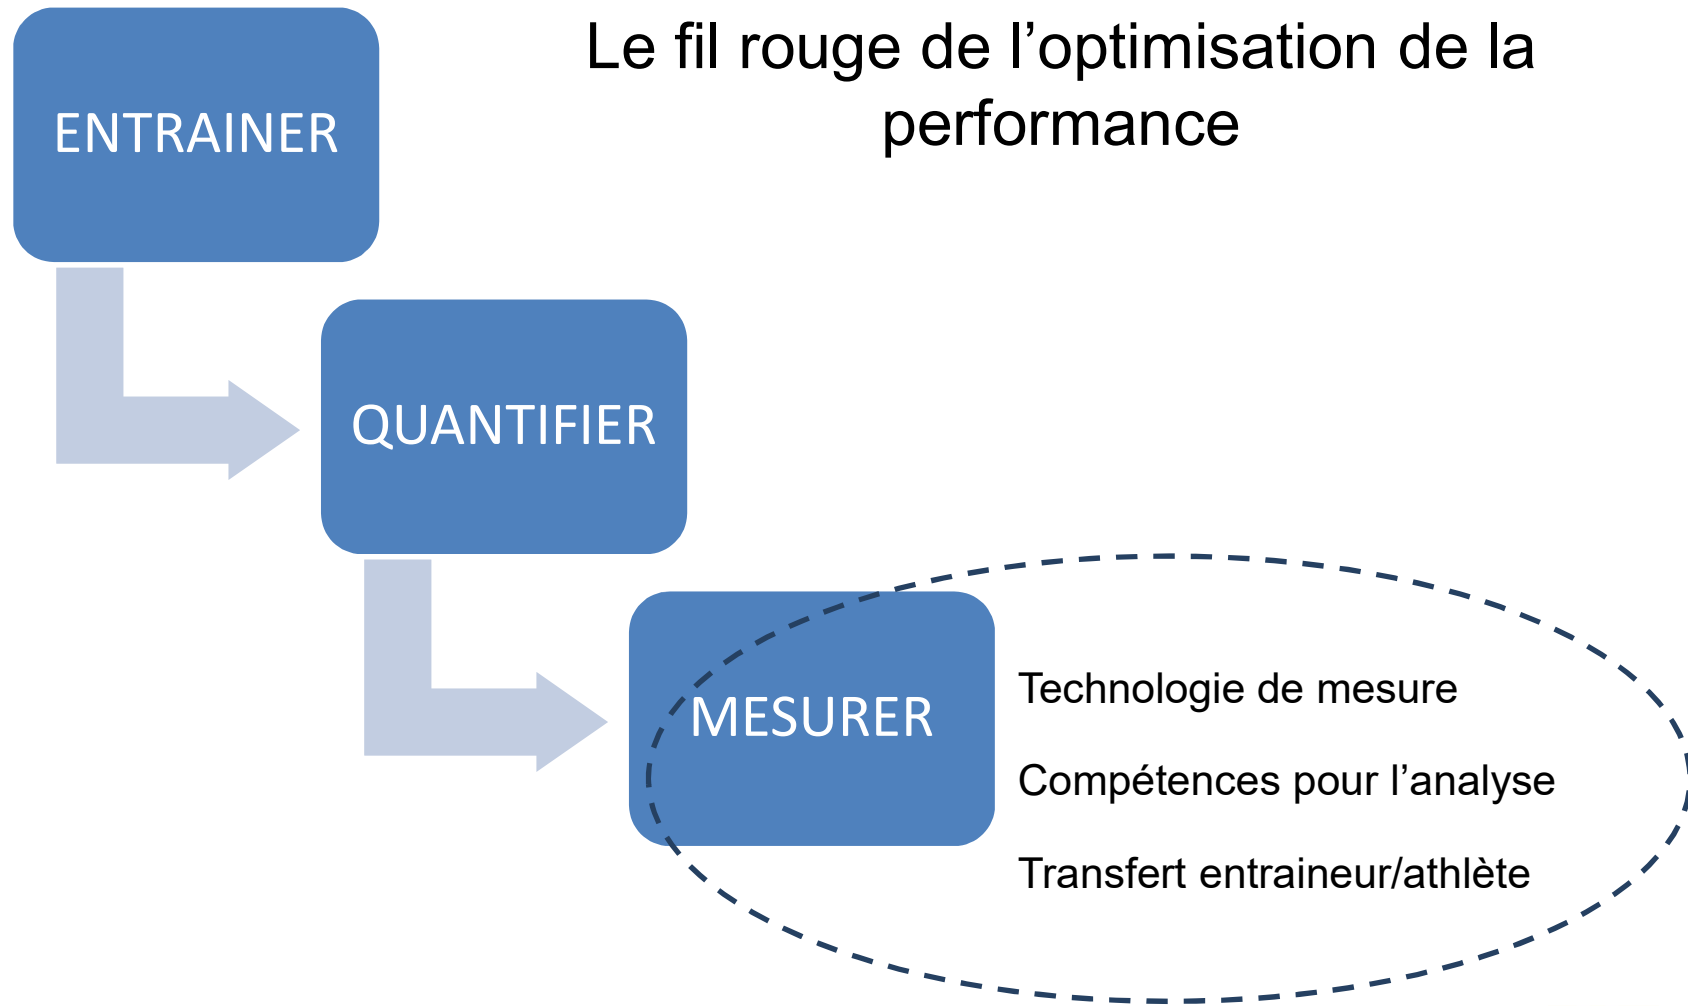 Le fil rouge de l’optimisation de la
performance
ENTRAINER
QUANTIFIER
MESURER
Technologie de mesure
Compétences pour l’analyse
Transfert entraineur/athlète